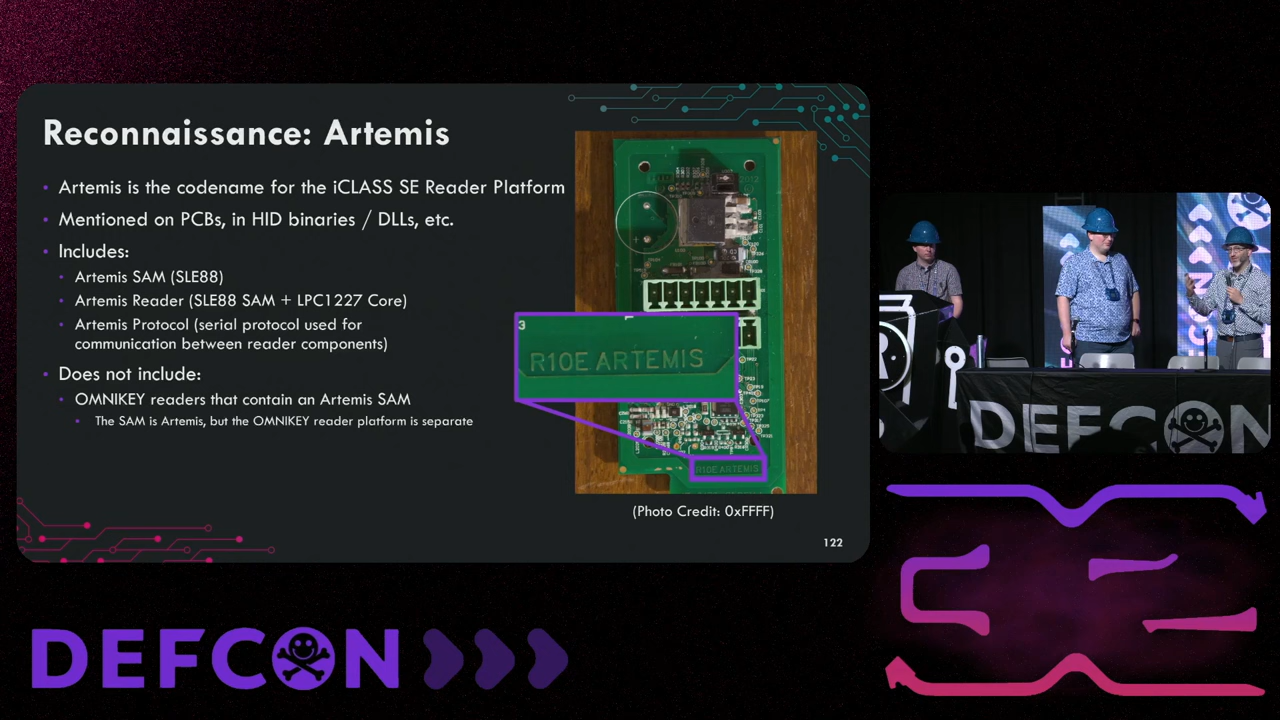 Reconnaissance: Artemis
• Artemis is the codename for the iCLASS SE Reader Platform
• Mentioned on PCBs, in HID binaries / DLLs, etc.
• Includes:
• Artemis SAM (SLE88)
• Artemis Reader (SLE88 SAM + LPC1227 Core)
• Artemis Protocol (serial protocol used for
communication between reader components)
• Does not include:
• OMNIKEY readers that contain an Artemis SAM
• The SAM is Artemis, but the OMNIKEY reader platform is separate
3
R10E ARTEMIS
R10E ARTEMIS
(Photo Credit: 0xFFFF)
122
DEFCON
DEFCON